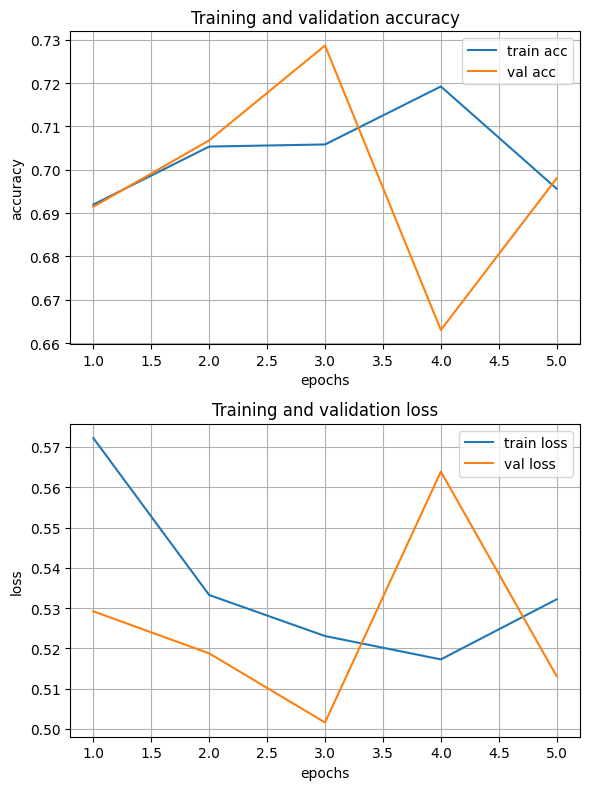 Training and validation accuracy
0.73
0.72
0.71
0.70
0.69
0.68
0.67
0.66
accuracy
train acc
val acc
1.0 1.5 2.0 2.5 3.0 3.5 4.0 4.5 5.0
epochs
Training and validation loss
0.57
0.56
0.55
0.54
0.53
0.52
0.51
0.50
loss
train loss
val loss
1.0 1.5 2.0 2.5 3.0 3.5 4.0 4.5 5.0
epochs